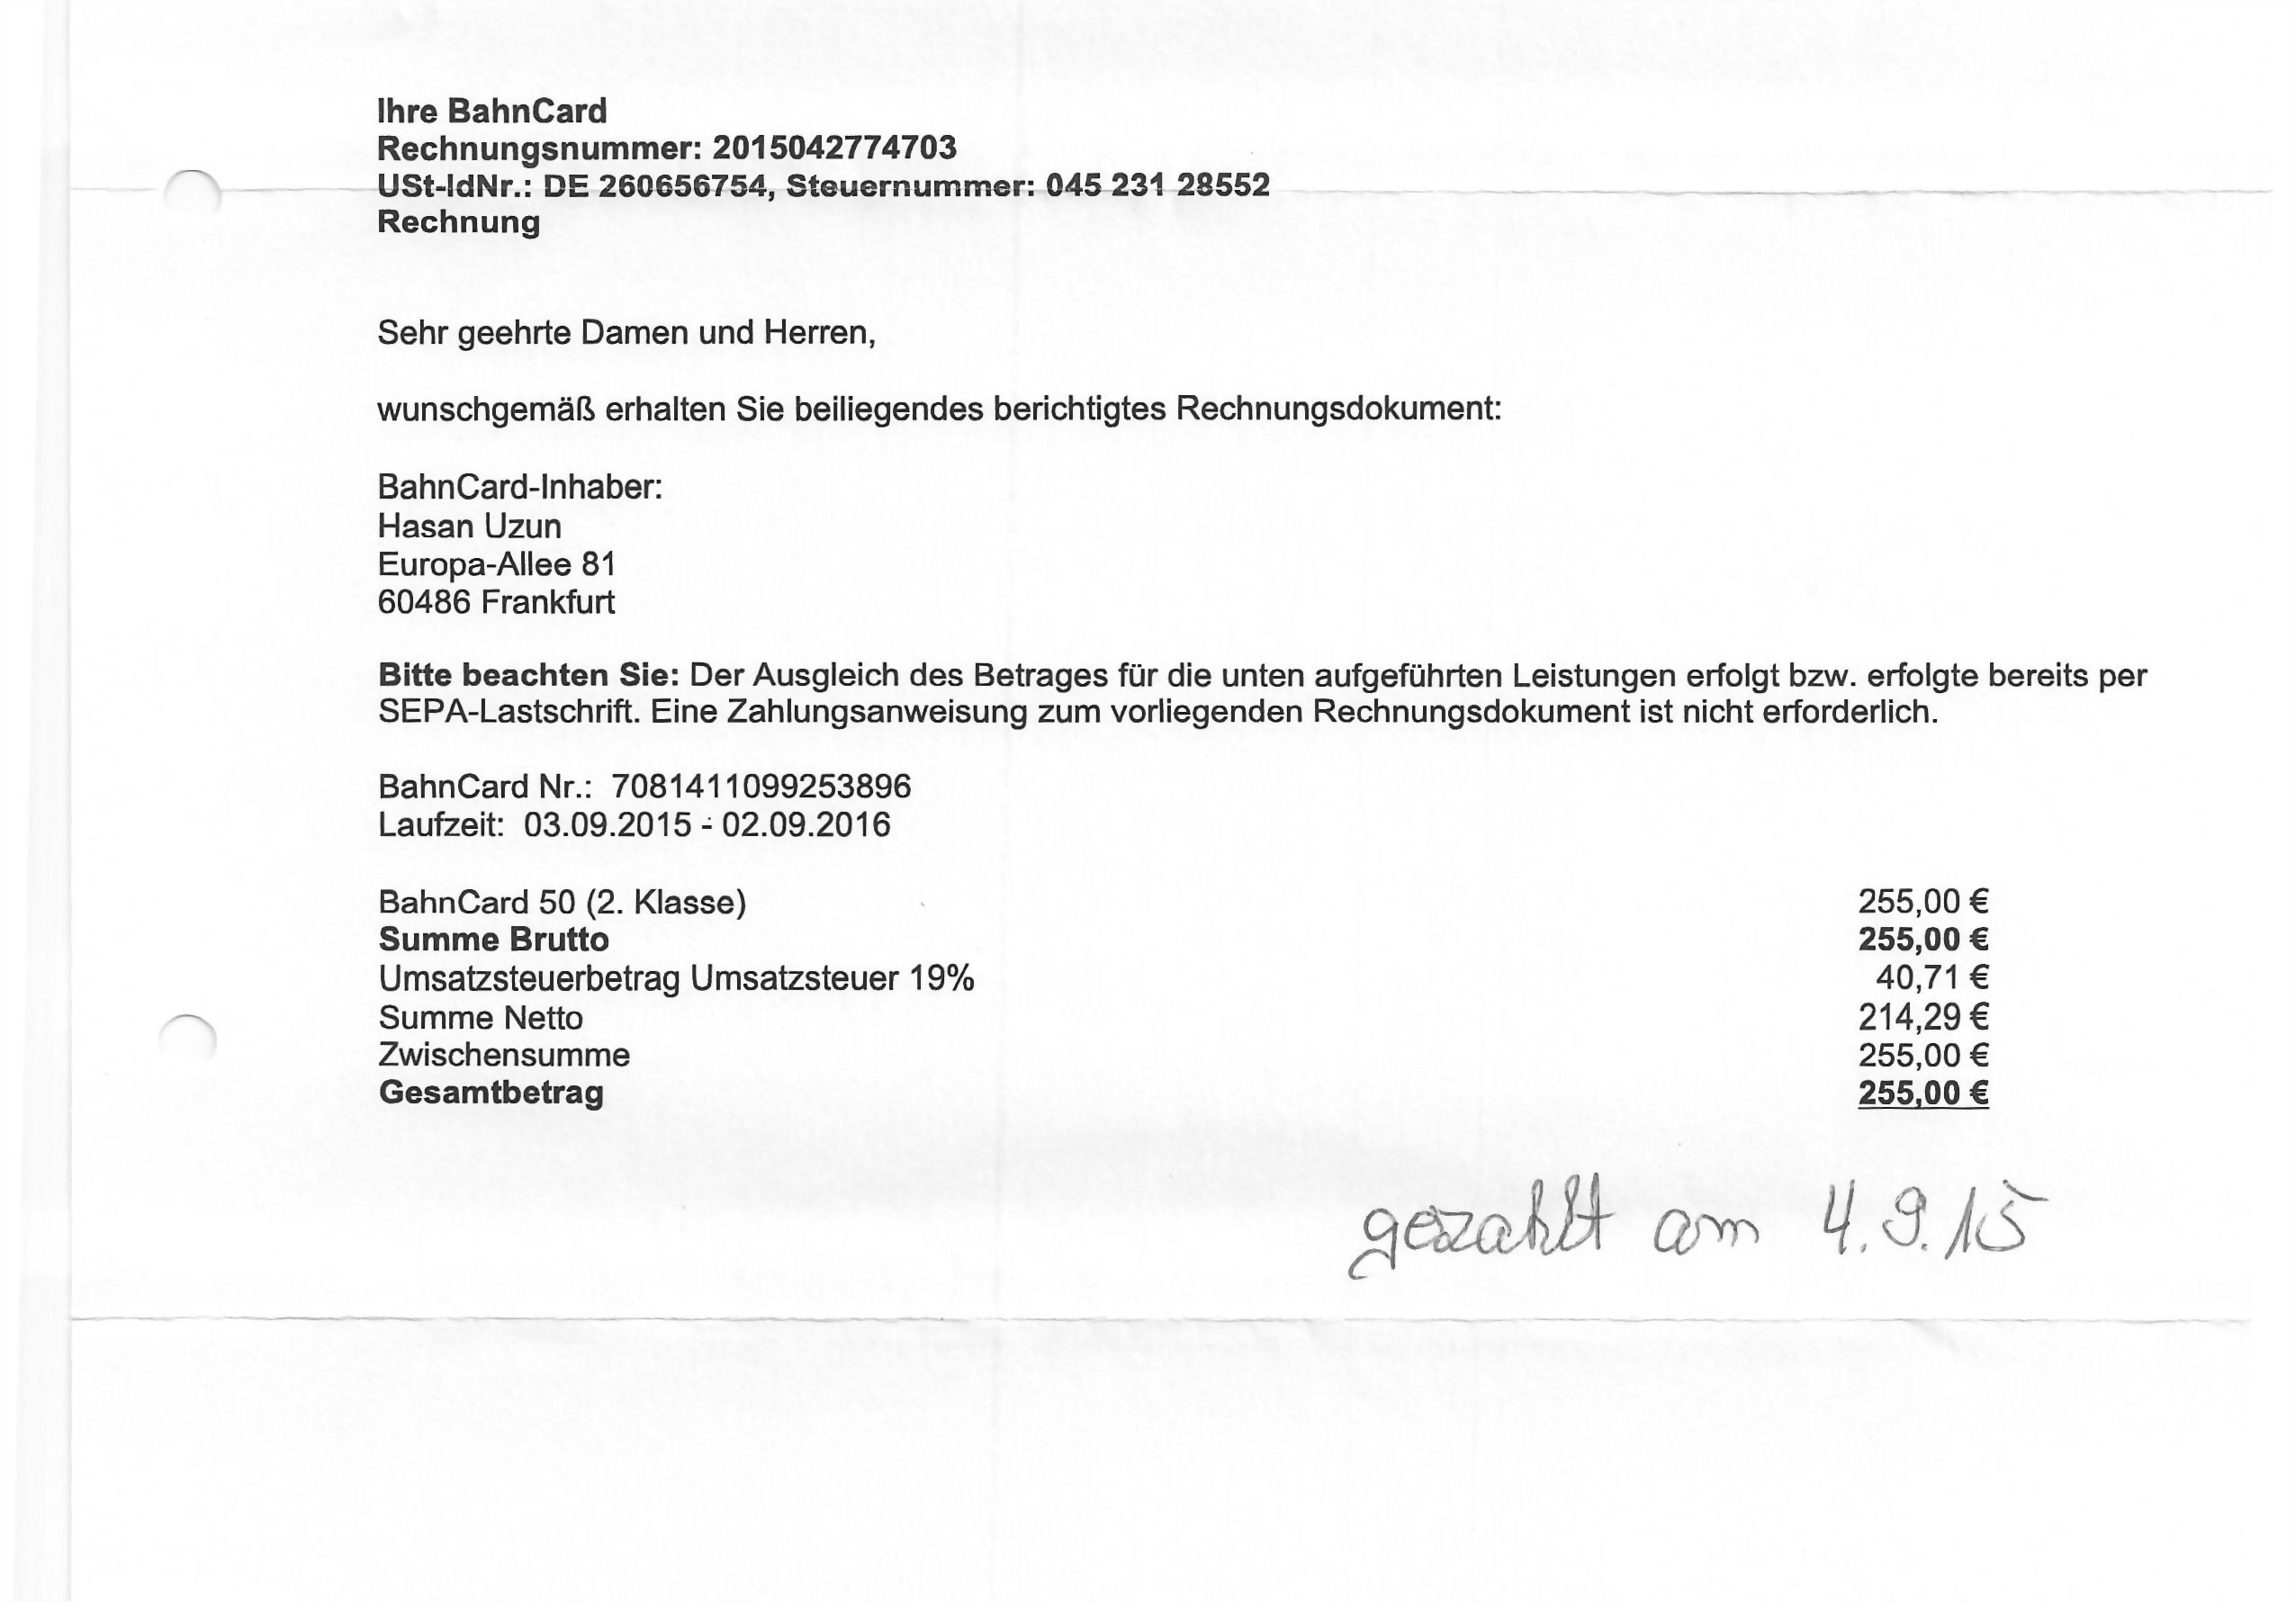 Ihre BahnCard
Rechnungsnummer: 2015042774703
USt-IdNr.: DE 260656754, Steuernummer: 045 231 28552
Rechnung
Sehr geehrte Damen und Herren,
wunschgemäß erhalten Sie beiliegendes berichtigtes Rechnungsdokument:
BahnCard-Inhaber:
Hasan Uzun
Europa-Allee 81
60486 Frankfurt
Bitte beachten Sie: Der Ausgleich des Betrages für die unten aufgeführten Leistungen erfolgt bzw. erfolgte bereits per
SEPA-Lastschrift. Eine Zahlungsanweisung zum vorliegenden Rechnungsdokument ist nicht erforderlich.
BahnCard Nr.: 7081411099253896
Laufzeit: 03.09.2015 - 02.09.2016
BahnCard 50 (2. Klasse) 255,00 €
Summe Brutto 255,00 €
Umsatzsteuerbetrag Umsatzsteuer 19% 40,71 €
Summe Netto 214,29 €
Zwischensumme 255,00 €
Gesamtbetrag 255,00 €
gezahlt am 4.9.15